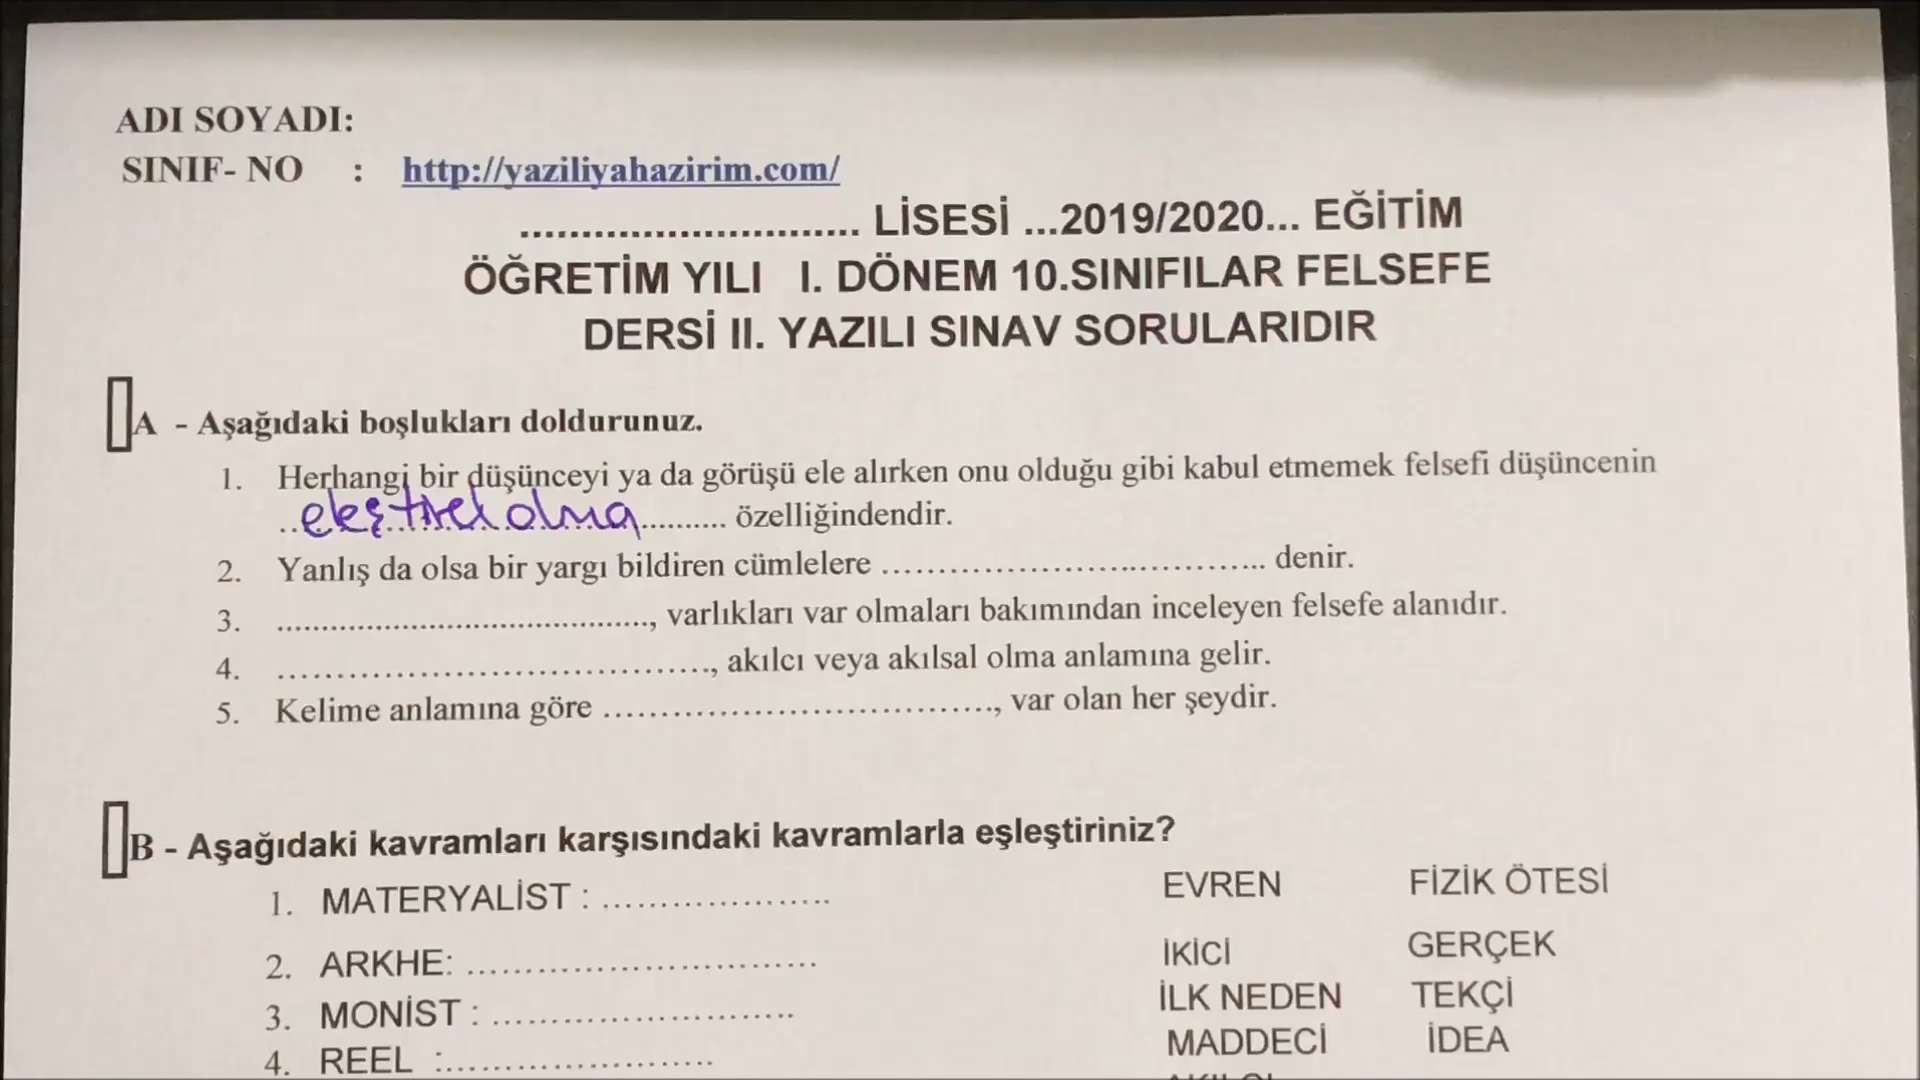 ADI SOYADI:
SINIF- NO : http://yaziliyahazirim.com/
........................... LİSESİ ...2019/2020... EĞİTİM
ÖĞRETİM YILI I. DÖNEM 10.SINIFILAR FELSEFE
DERSİ II. YAZILI SINAV SORULARIDIR
A - Aşağıdaki boşlukları doldurunuz.
1. Herhangi bir düşünceyi ya da görüşü ele alırken onu olduğu gibi kabul etmemek felsefi düşüncenin
..eleştirel olma.......... özelliğindendir.
2. Yanlış da olsa bir yargı bildiren cümlelere ....................................... denir.
3. ........................................, varlıkları var olmaları bakımından inceleyen felsefe alanıdır.
4. ........................................, akılcı veya akılsal olma anlamına gelir.
5. Kelime anlamına göre ...................................., var olan her şeydir.
B - Aşağıdaki kavramları karşısındaki kavramlarla eşleştiriniz?
1. MATERYALİST : ..................... EVREN FİZİK ÖTESİ
2. ARKHE: ................................ İKİCİ GERÇEK
3. MONİST : ........................... İLK NEDEN TEKÇİ
4. REEL :......................... MADDECİ İDEA